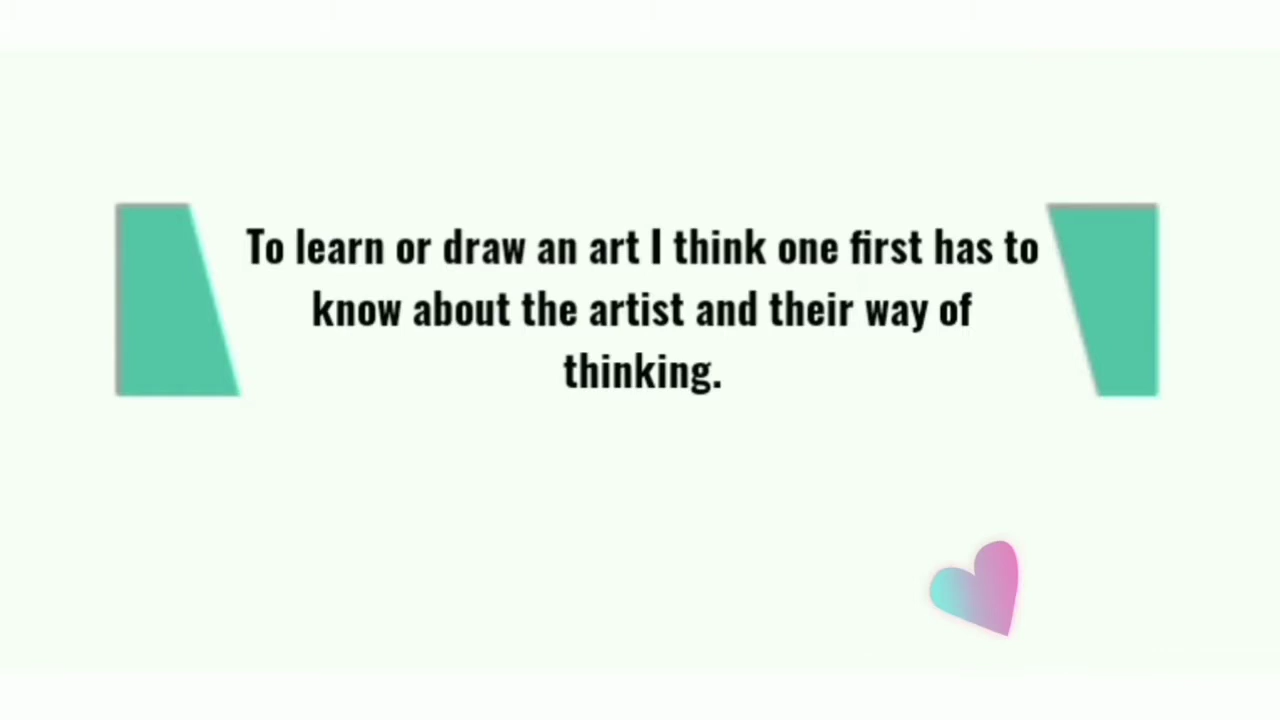 To learn or draw an art I think one first has to
know about the artist and their way of
thinking.